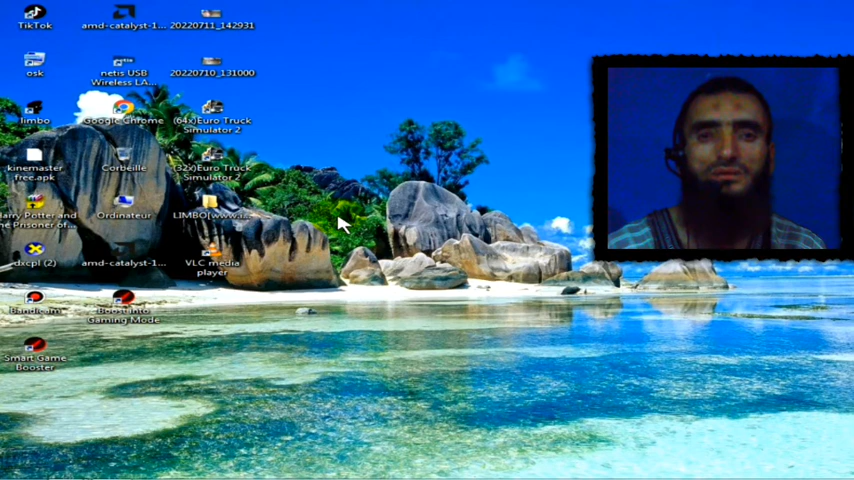 TikTok
amd-catalyst-1...
20220711_142931
osk
netis USB
Wireless LA...
20220710_131000
limbo
Google Chrome
(64x)Euro Truck
Simulator 2
kinemaster
free.apk
Corbeille
(32x)Euro Truck
Simulator 2
Harry Potter and
the Prisoner of...
Ordinateur
LIMBO[www.i...
dxcpl (2)
amd-catalyst-1...
VLC media
player
Bandicam
Boost into
Gaming Mode
Smart Game
Booster